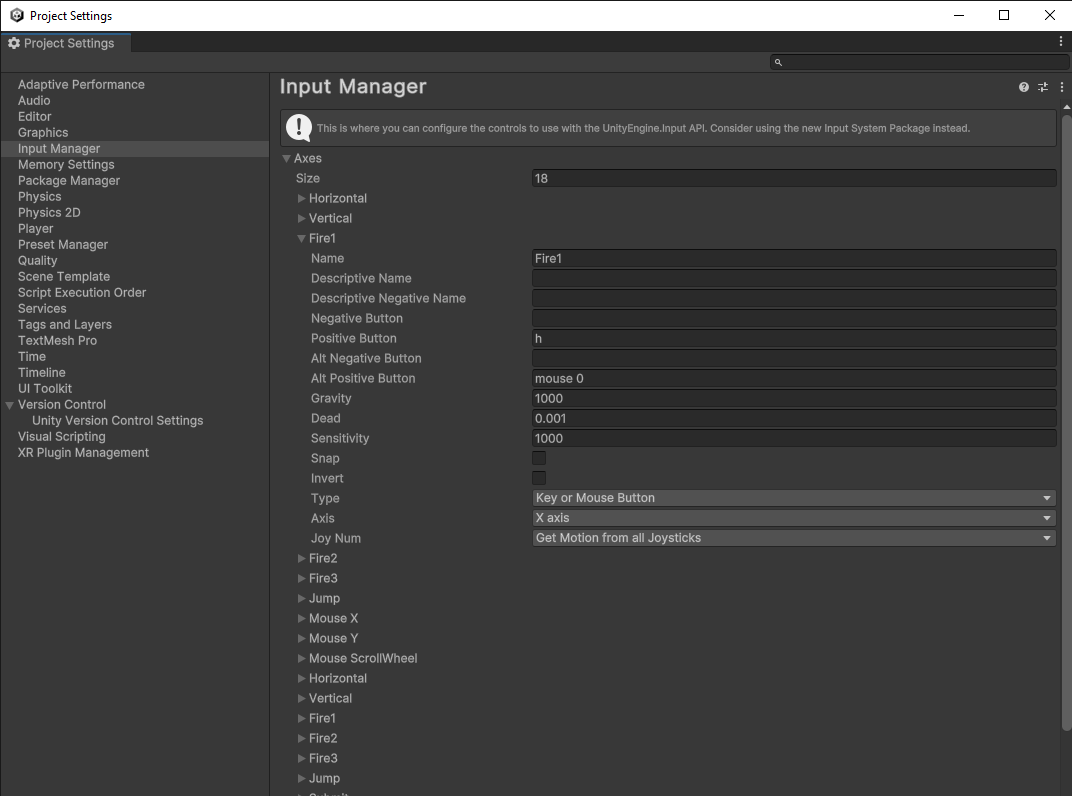 Project Settings
Project Settings
Adaptive Performance
Audio
Editor
Graphics
Input Manager
Memory Settings
Package Manager
Physics
Physics 2D
Player
Preset Manager
Quality
Scene Template
Script Execution Order
Services
Tags and Layers
TextMesh Pro
Time
Timeline
UI Toolkit
Version Control
Unity Version Control Settings
Visual Scripting
XR Plugin Management
Input Manager
This is where you can configure the controls to use with the UnityEngine.Input API. Consider using the new Input System Package instead.
Axes
Size 18
Horizontal
Vertical
Fire1
Name Fire1
Descriptive Name
Descriptive Negative Name
Negative Button
Positive Button h
Alt Negative Button
Alt Positive Button mouse 0
Gravity 1000
Dead 0.001
Sensitivity 1000
Snap
Invert
Type Key or Mouse Button
Axis X axis
Joy Num Get Motion from all Joysticks
Fire2
Fire3
Jump
Mouse X
Mouse Y
Mouse ScrollWheel
Horizontal
Vertical
Fire1
Fire2
Fire3
Jump